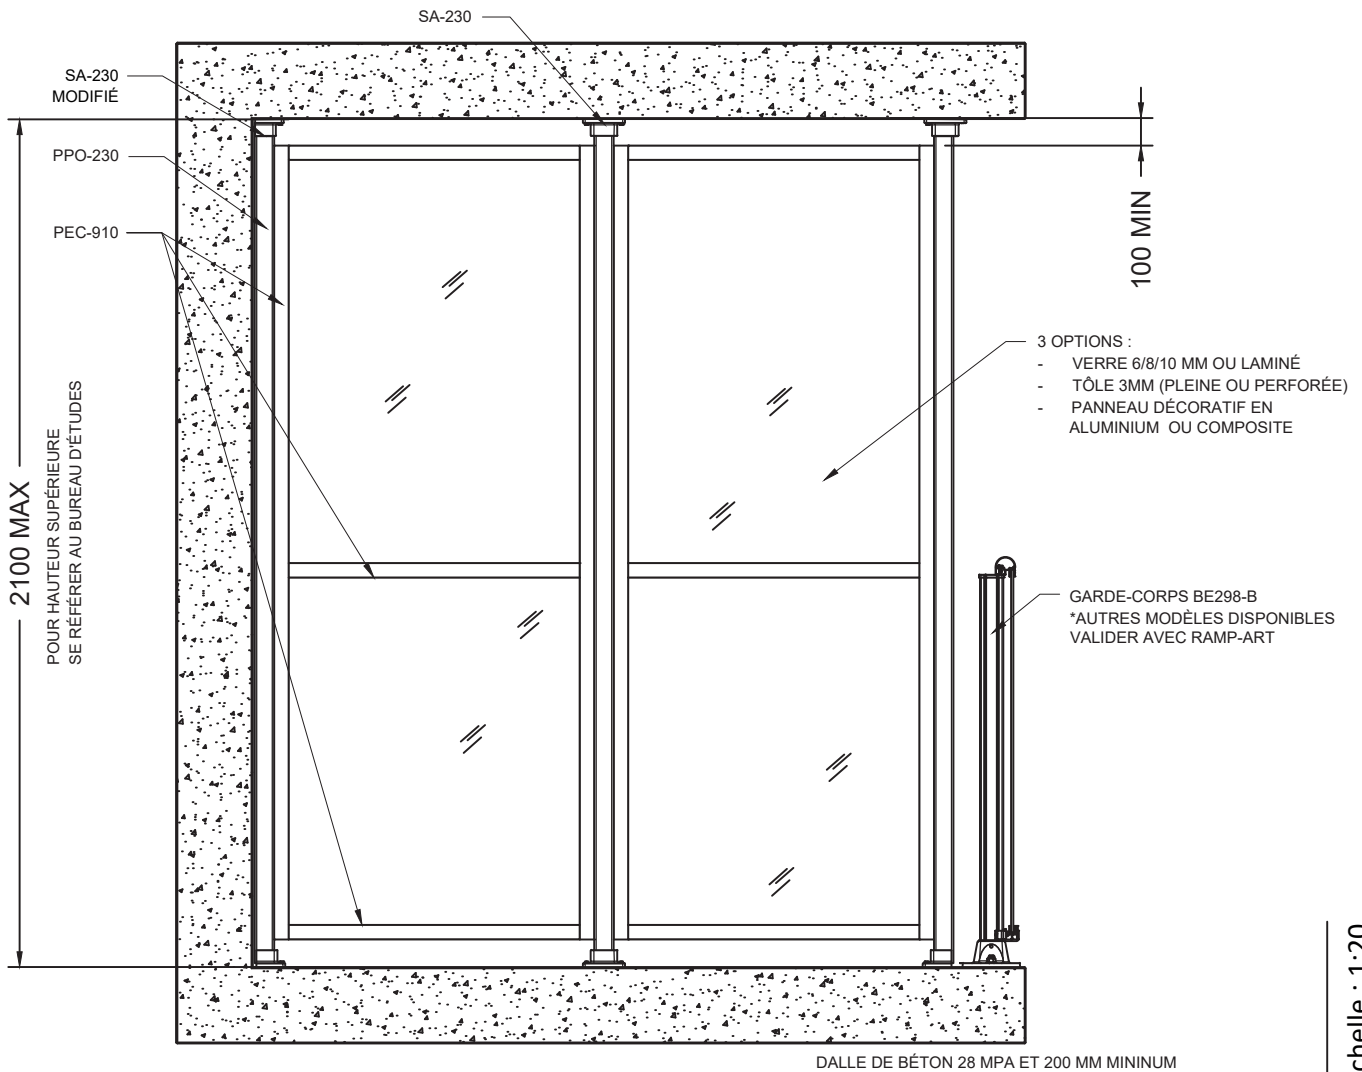 SA-230
SA-230
MODIFIÉ
PPO-230
PEC-910
100 MIN
3 OPTIONS :
- VERRE 6/8/10 MM OU LAMINÉ
- TÔLE 3MM (PLEINE OU PERFORÉE)
- PANNEAU DÉCORATIF EN
ALUMINIUM OU COMPOSITE
2100 MAX
POUR HAUTEUR SUPÉRIEURE
SE RÉFÉRER AU BUREAU D'ÉTUDES
GARDE-CORPS BE298-B
*AUTRES MODÈLES DISPONIBLES
VALIDER AVEC RAMP-ART
chelle : 1:20
DALLE DE BÉTON 28 MPA ET 200 MM MININUM